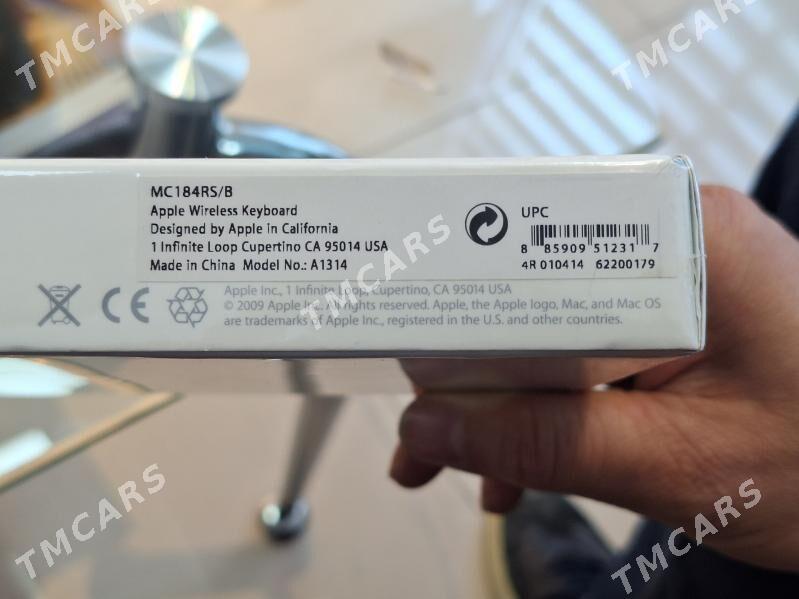 MC184RS/B
Apple Wireless Keyboard
Designed by Apple in California
1 Infinite Loop Cupertino CA 95014 USA
Made in China Model No.: A1314
UPC
8 85909 51231 7
4R 010414 62200179
CE
Apple Inc., 1 Infinite Loop, Cupertino, CA 95014 USA
© 2009 Apple Inc. All rights reserved. Apple, the Apple logo, Mac, and Mac OS
are trademarks of Apple Inc., registered in the U.S. and other countries.
TMCARS
TMCARS
TMCARS
TMCARS
TMCARS
TMCARS